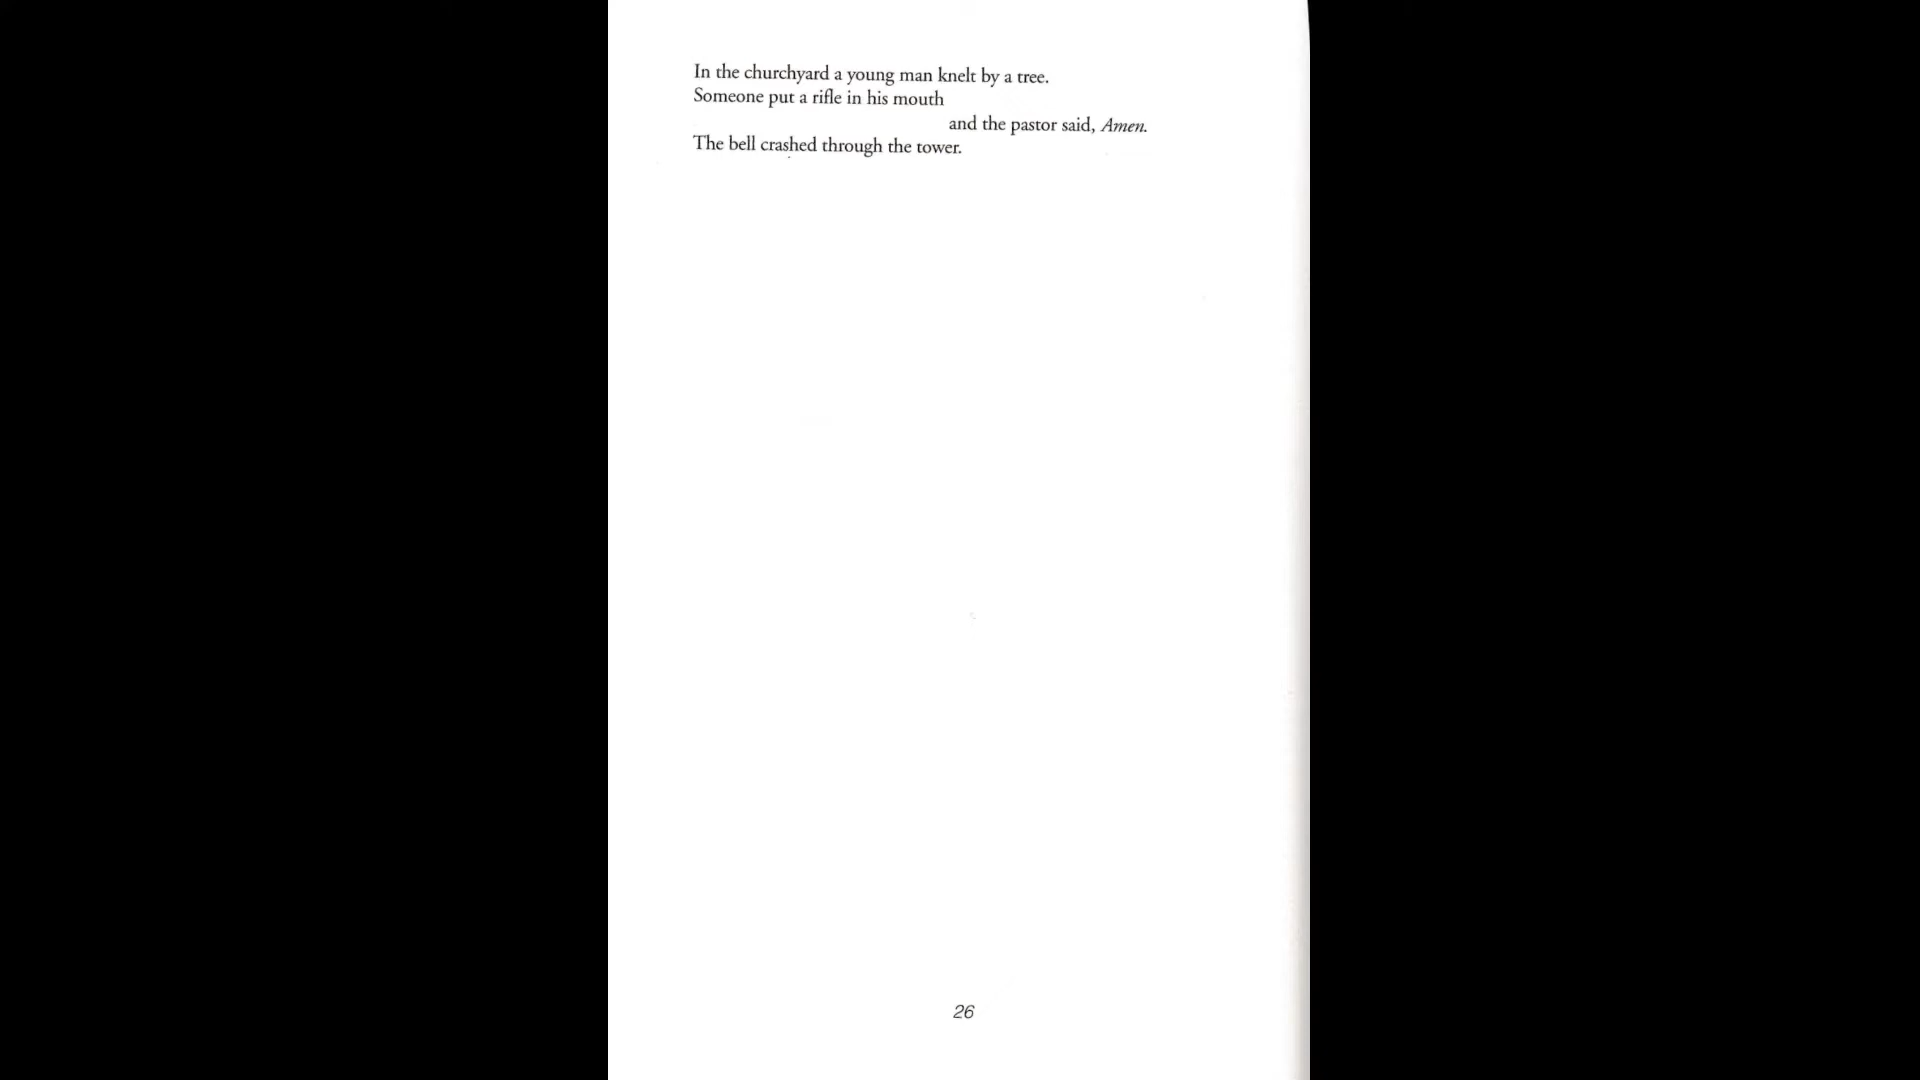 In the churchyard a young man knelt by a tree.
Someone put a rifle in his mouth
and the pastor said, Amen.
The bell crashed through the tower.
26